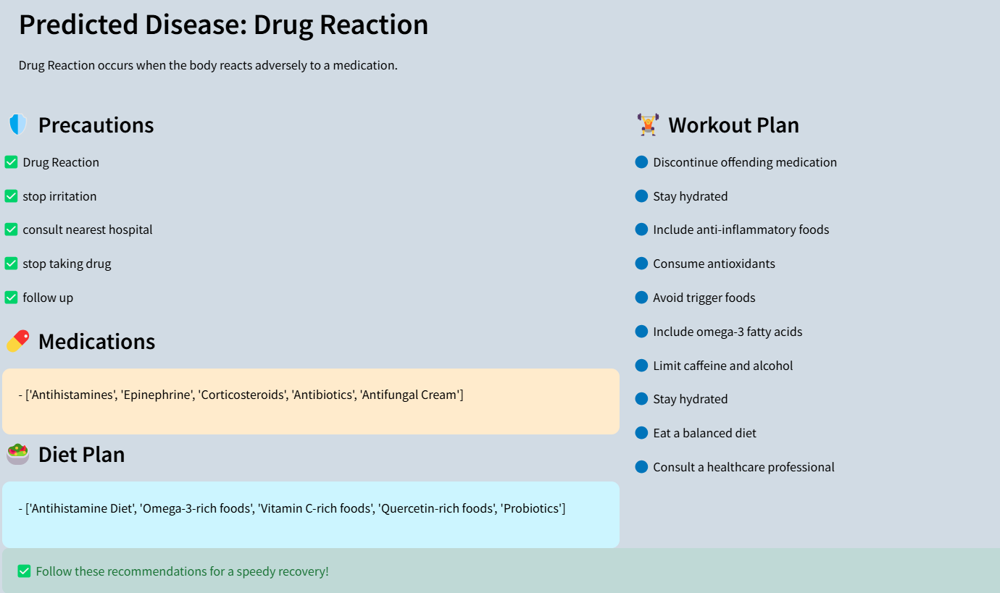 Predicted Disease: Drug Reaction
Drug Reaction occurs when the body reacts adversely to a medication.
Precautions
Drug Reaction
stop irritation
consult nearest hospital
stop taking drug
follow up
Medications
- ['Antihistamines', 'Epinephrine', 'Corticosteroids', 'Antibiotics', 'Antifungal Cream']
Diet Plan
- ['Antihistamine Diet', 'Omega-3-rich foods', 'Vitamin C-rich foods', 'Quercetin-rich foods', 'Probiotics']
Workout Plan
Discontinue offending medication
Stay hydrated
Include anti-inflammatory foods
Consume antioxidants
Avoid trigger foods
Include omega-3 fatty acids
Limit caffeine and alcohol
Stay hydrated
Eat a balanced diet
Consult a healthcare professional
Follow these recommendations for a speedy recovery!